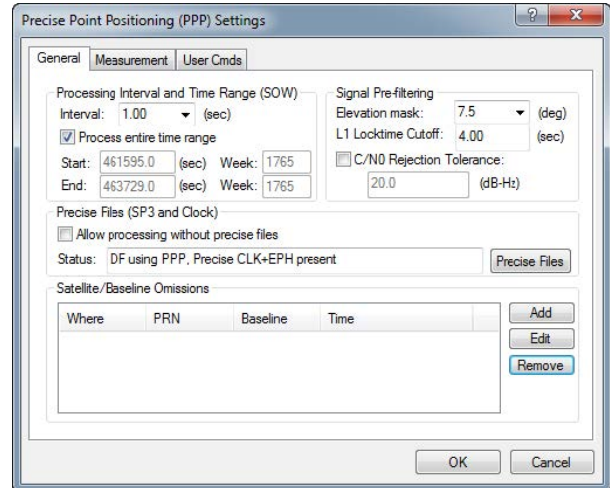 Precise Point Positioning (PPP) Settings
General Measurement User Cmds
Processing Interval and Time Range (SOW)
Interval: 1.00 (sec)
Process entire time range
Start: 461595.0 (sec) Week: 1765
End: 463729.0 (sec) Week: 1765
Signal Pre-filtering
Elevation mask: 7.5 (deg)
L1 Locktime Cutoff: 4.00 (sec)
C/N0 Rejection Tolerance:
20.0 (dB-Hz)
Precise Files (SP3 and Clock)
Allow processing without precise files
Status: DF using PPP, Precise CLK+EPH present Precise Files
Satellite/Baseline Omissions
Where PRN Baseline Time
Add
Edit
Remove
OK Cancel